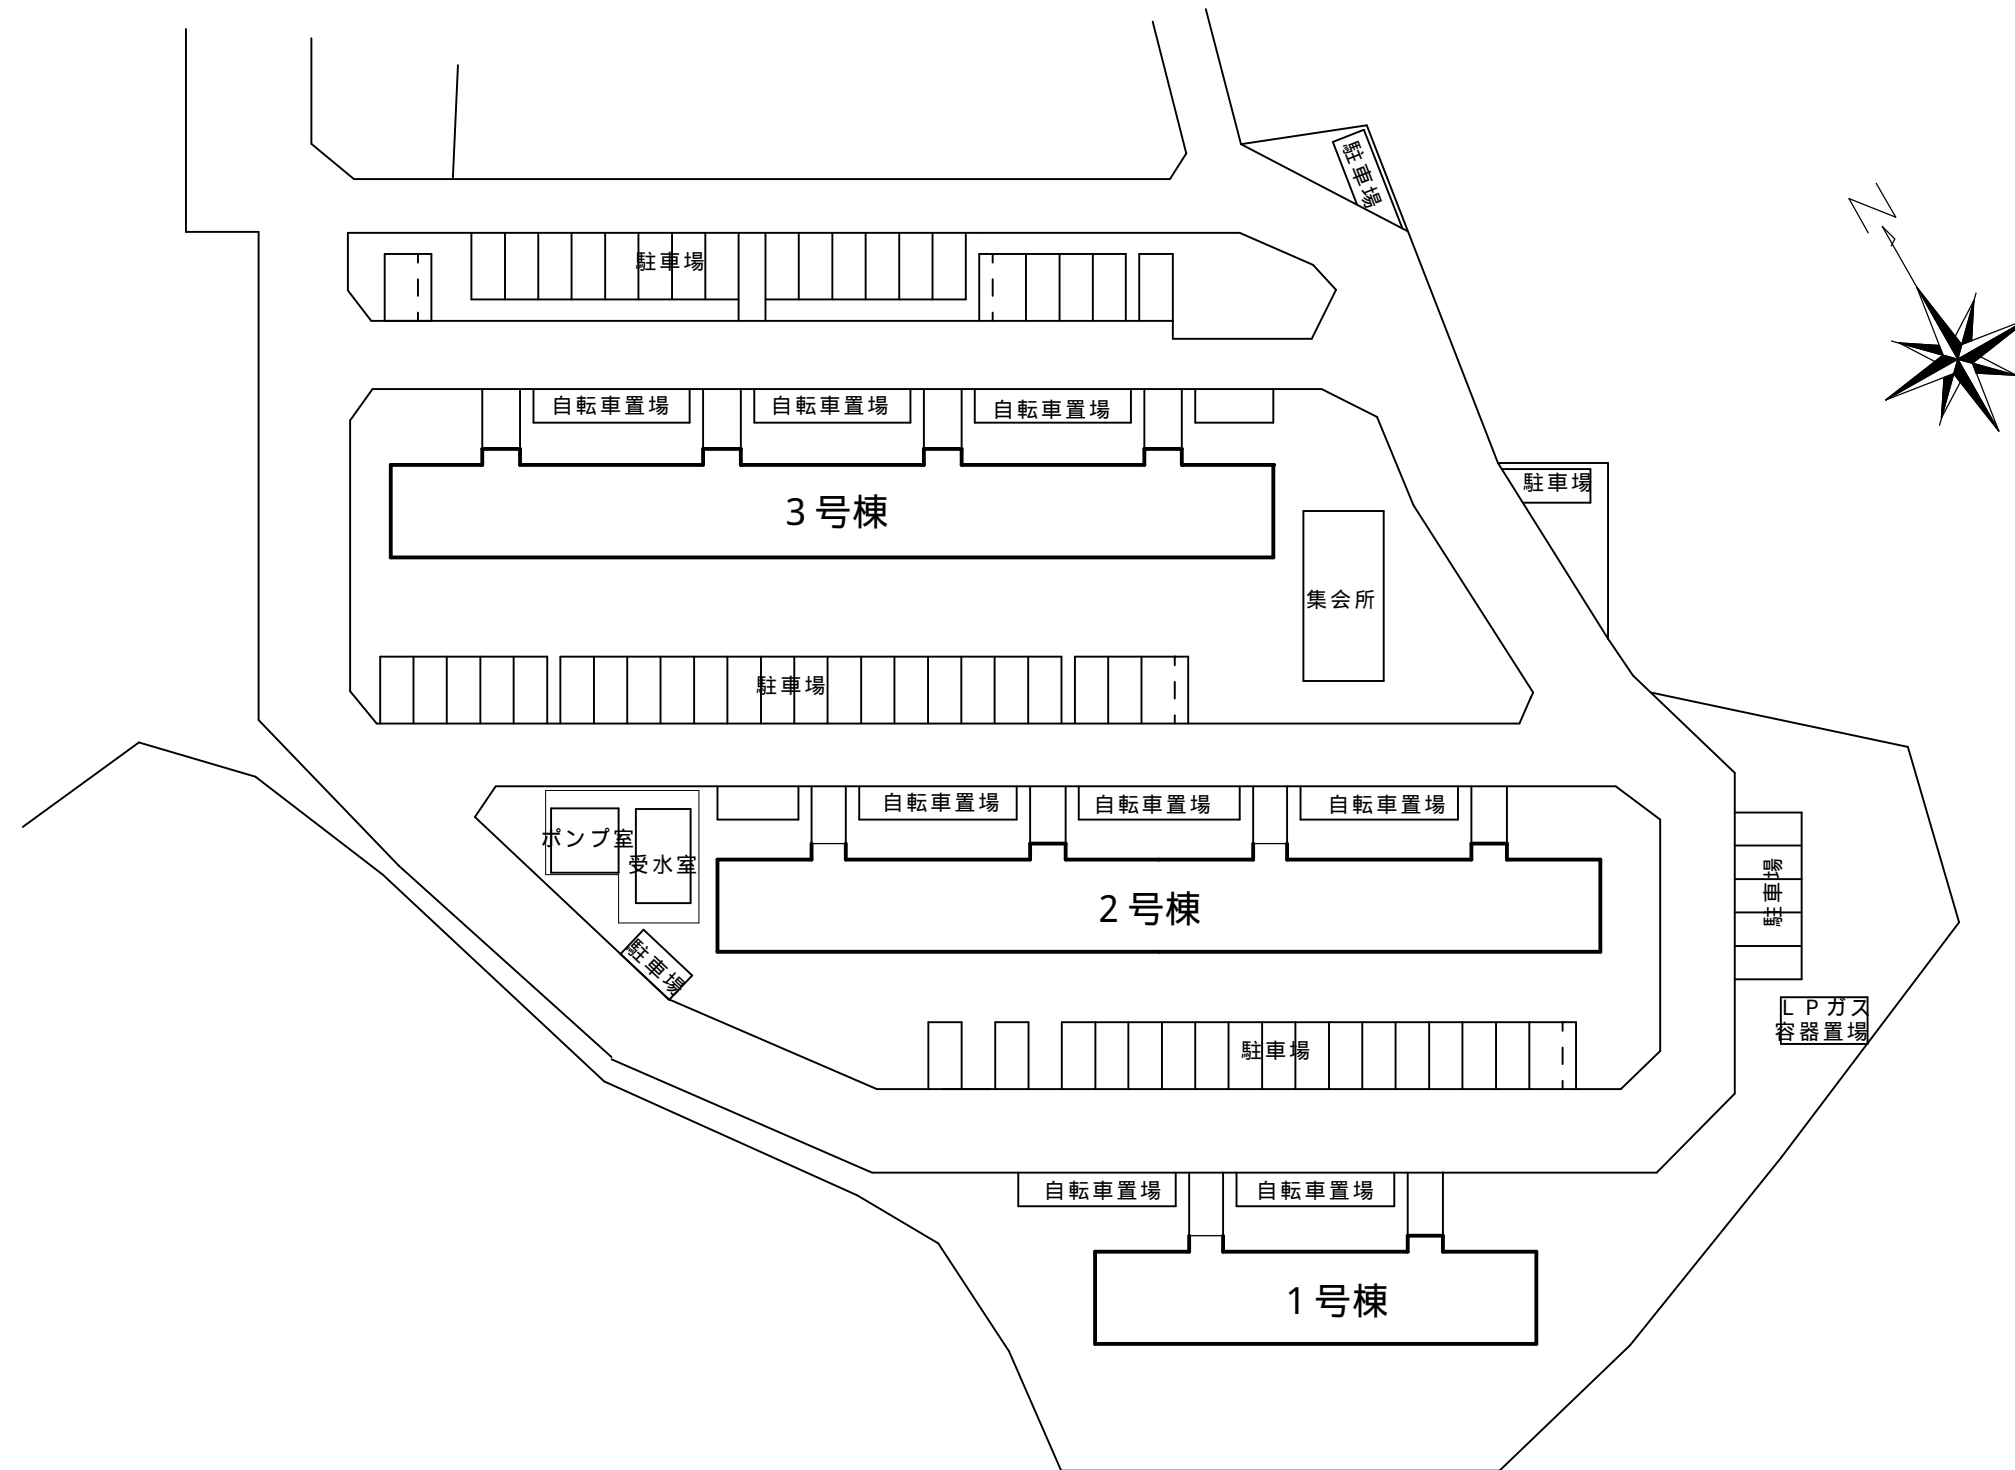 駐車場
駐車場
自転車置場
自転車置場
自転車置場
3号棟
駐車場
集会所
駐車場
自転車置場
自転車置場
自転車置場
ポンプ室
受水室
駐車場
2号棟
駐車場
LPガス
容器置場
駐車場
自転車置場
自転車置場
1号棟